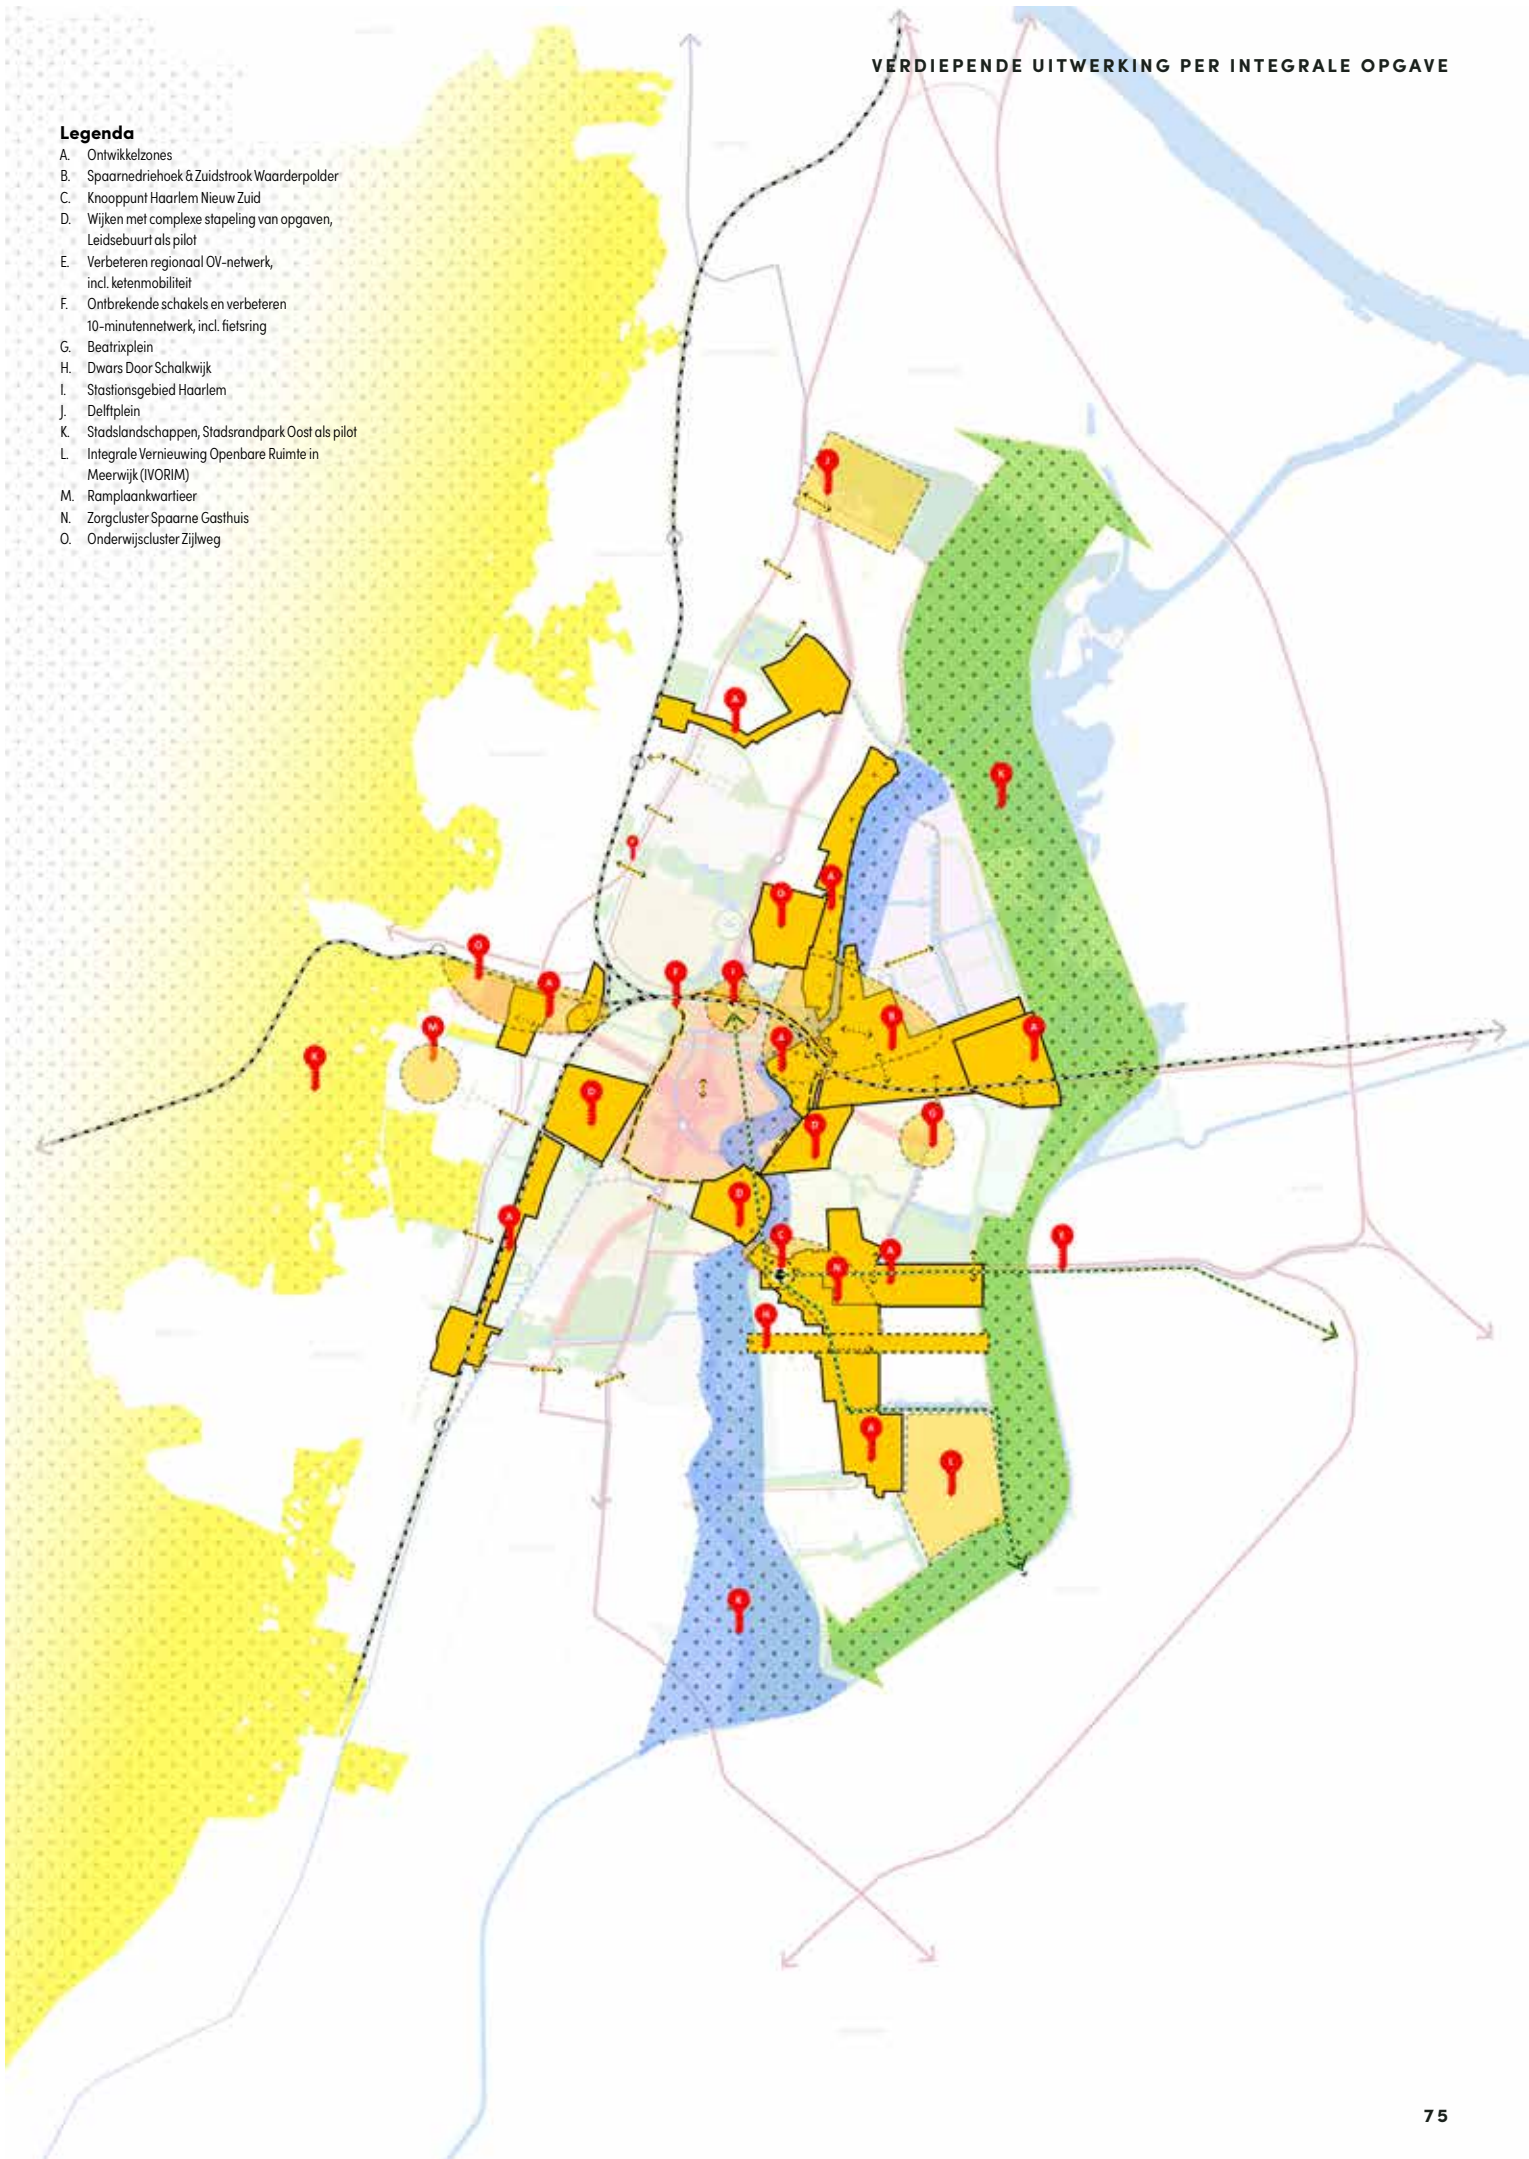 VERDIEPENDE UITWERKING PER INTEGRALE OPGAVE
Legenda
A. Ontwikkelzones
B. Spaarnedriehoek & Zuidstrook Waarderpolder
C. Knooppunt Haarlem Nieuw Zuid
D. Wijken met complexe stapeling van opgaven,
Leidsebuurt als pilot
E. Verbeteren regionaal OV-netwerk,
incl. ketenmobiliteit
F. Ontbrekende schakels en verbeteren
10-minutennetwerk, incl. fietsring
G. Beatrixplein
H. Dwars Door Schalkwijk
I. Stastionsgebied Haarlem
J. Delftplein
K. Stadslandschappen, Stadsrandpark Oost als pilot
L. Integrale Vernieuwing Openbare Ruimte in
Meerwijk (IVORIM)
M. Ramplaankwartieer
N. Zorgcluster Spaarne Gasthuis
O. Onderwijscluster Zijlweg
J
A
K
A
O
A
F
M
K
B
A
A
D
D
G
D
A
C
A
N
H
A
K
75